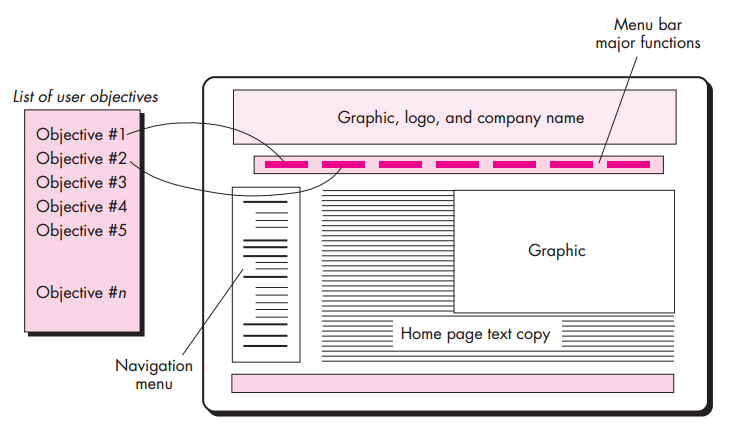 Menu bar
major functions
List of user objectives
Graphic, logo, and company name
Objective #1
Objective #2
Objective #3
Objective #4
Objective #5
Objective #n
Graphic
Home page text copy
Navigation
menu